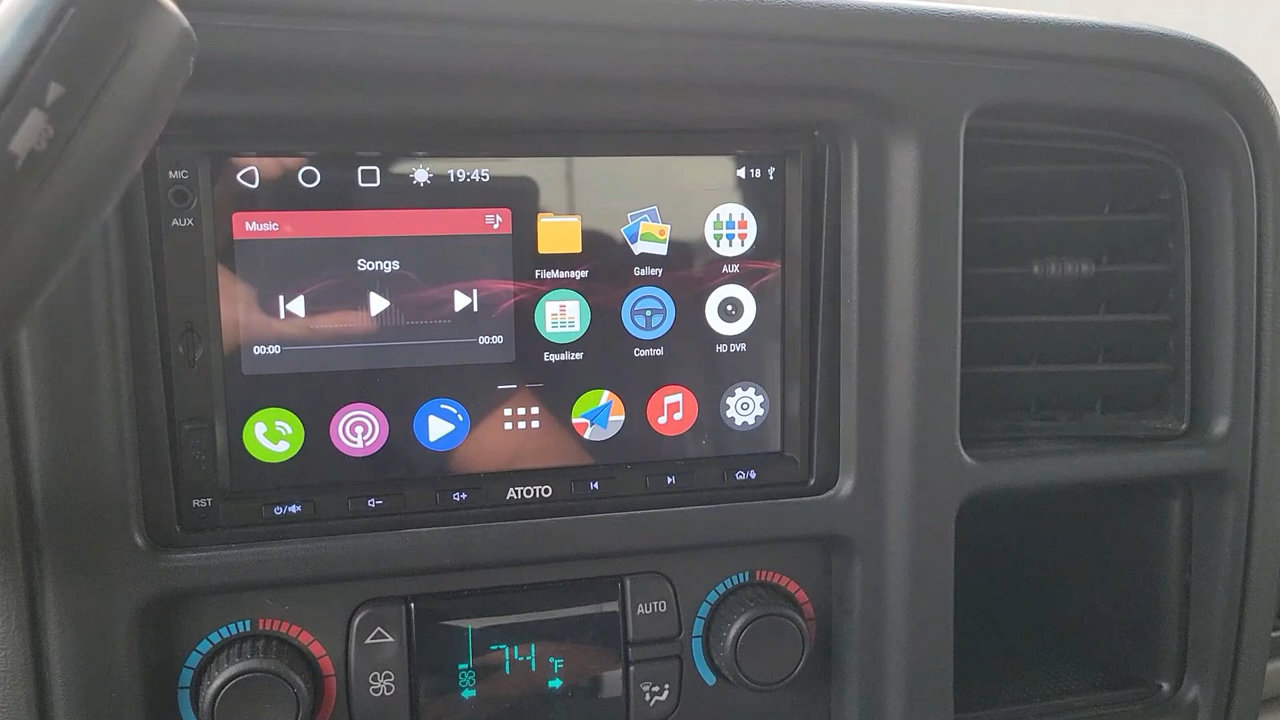 MIC
AUX
RST
19:45
18
Music
Songs
00:00
00:00
FileManager
Gallery
AUX
Equalizer
Control
HD DVR
ATOTO
AUTO
74 °F